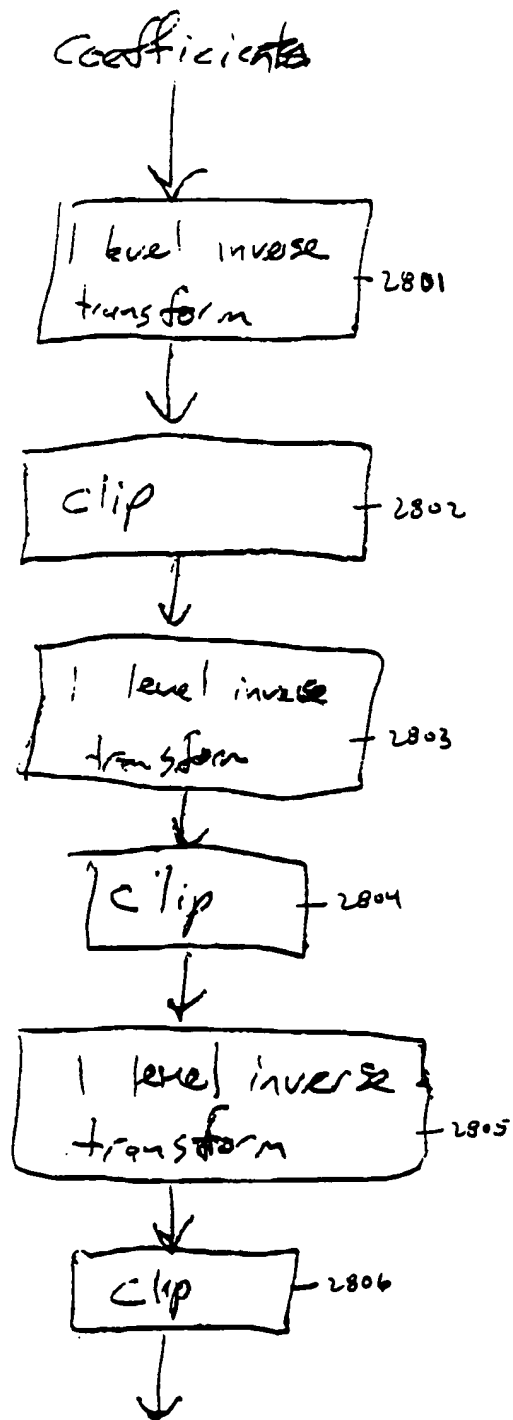 Coefficients
1 level inverse
transform
2801
clip
2802
1 level inverse
transform
2803
clip
2804
1 level inverse
transform
2805
clip
2806